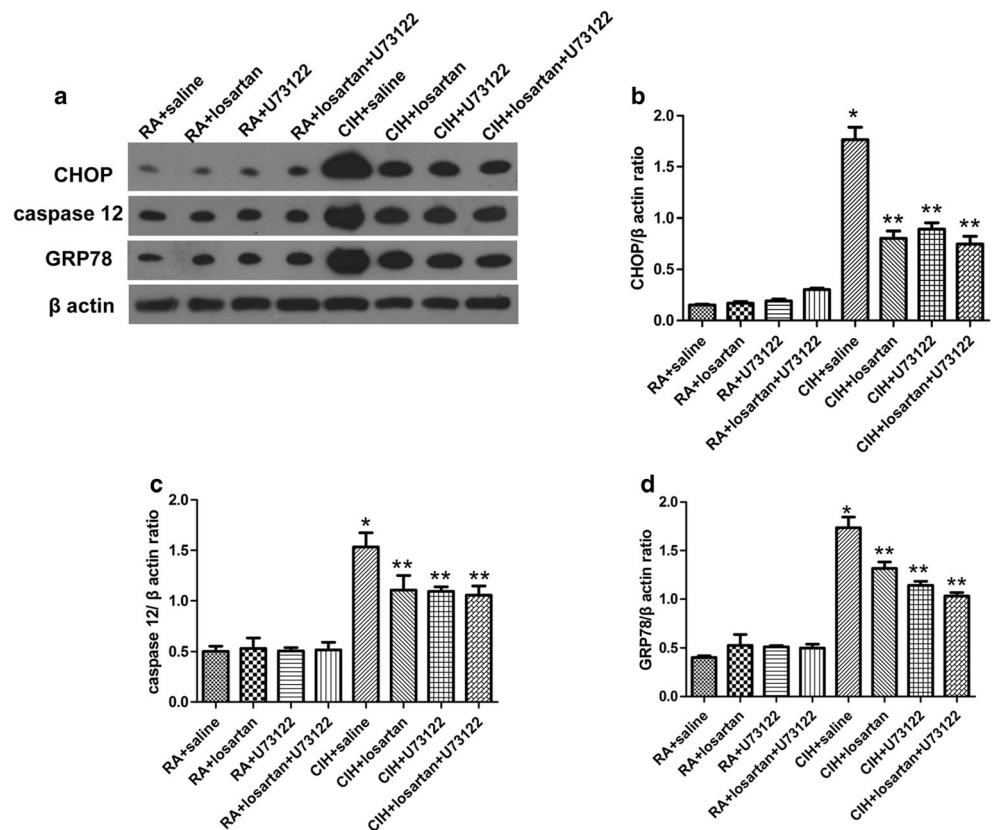 a
RA+saline
RA+losartan
RA+U73122
RA+losartan+U73122
CIH+saline
CIH+losartan
CIH+U73122
CIH+losartan+U73122
CHOP
caspase 12
GRP78
β actin
b
CHOP/β actin ratio
2.0
1.5
1.0
0.5
0.0
*
**
**
**
RA+saline
RA+losartan
RA+U73122
RA+losartan+U73122
CIH+saline
CIH+losartan
CIH+U73122
CIH+losartan+U73122
c
caspase 12/ β actin ratio
2.0
1.5
1.0
0.5
0.0
*
**
**
**
RA+saline
RA+losartan
RA+U73122
RA+losartan+U73122
CIH+saline
CIH+losartan
CIH+U73122
CIH+losartan+U73122
d
GRP78/β actin ratio
2.0
1.5
1.0
0.5
0.0
*
**
**
**
RA+saline
RA+losartan
RA+U73122
RA+losartan+U73122
CIH+saline
CIH+losartan
CIH+U73122
CIH+losartan+U73122